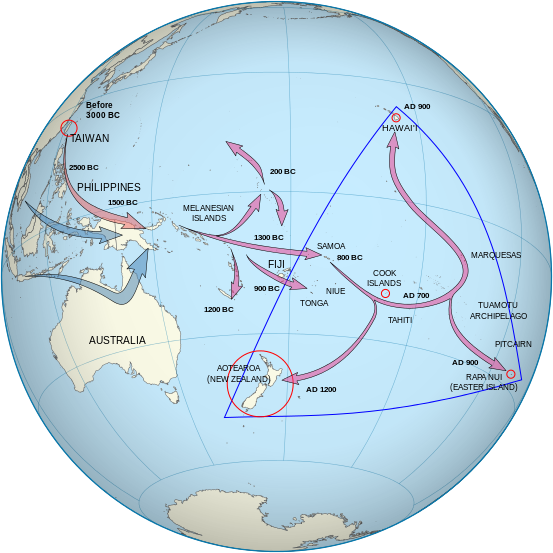 Before
3000 BC
TAIWAN
2500 BC
PHILIPPINES
1500 BC
MELANESIAN
ISLANDS
200 BC
AD 900
HAWAI'I
1300 BC
SAMOA
800 BC
FIJI
900 BC
TONGA
NIUE
1200 BC
COOK
ISLANDS
AD 700
MARQUESAS
TUAMOTU
ARCHIPELAGO
TAHITI
PITCAIRN
AUSTRALIA
AOTEAROA
(NEW ZEALAND)
AD 1200
AD 900
RAPA NUI
(EASTER ISLAND)